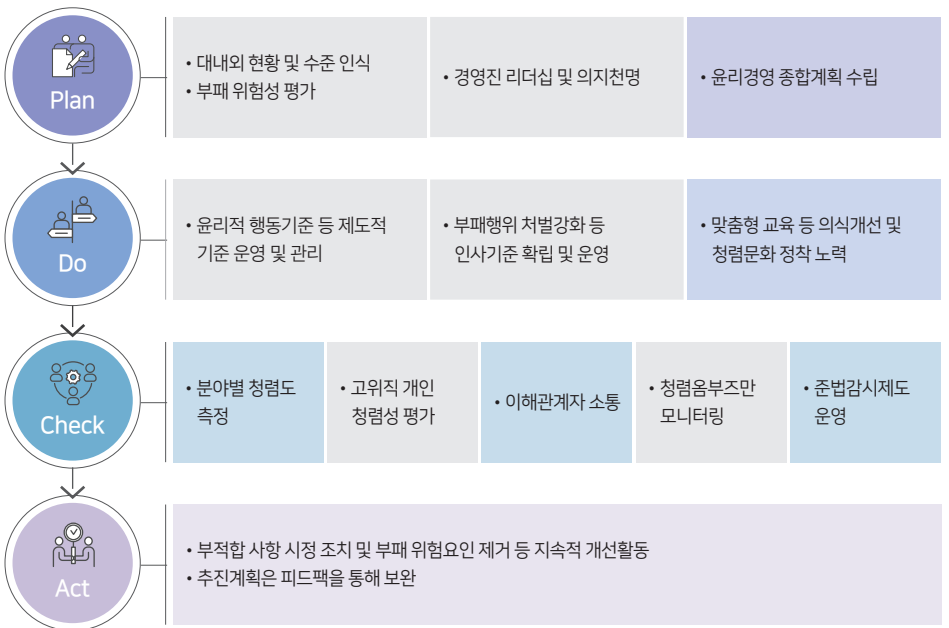 Plan
• 대내외 현황 및 수준 인식
• 부패 위험성 평가
• 경영진 리더십 및 의지천명
• 윤리경영 종합계획 수립
Do
• 윤리적 행동기준 등 제도적
기준 운영 및 관리
• 부패행위 처벌강화 등
인사기준 확립 및 운영
• 맞춤형 교육 등 의식개선 및
청렴문화 정착 노력
Check
• 분야별 청렴도
측정
• 고위직 개인
청렴성 평가
• 이해관계자 소통
• 청렴옴부즈만
모니터링
• 준법감시제도
운영
Act
• 부적합 사항 시정 조치 및 부패 위험요인 제거 등 지속적 개선활동
• 추진계획은 피드팩을 통해 보완